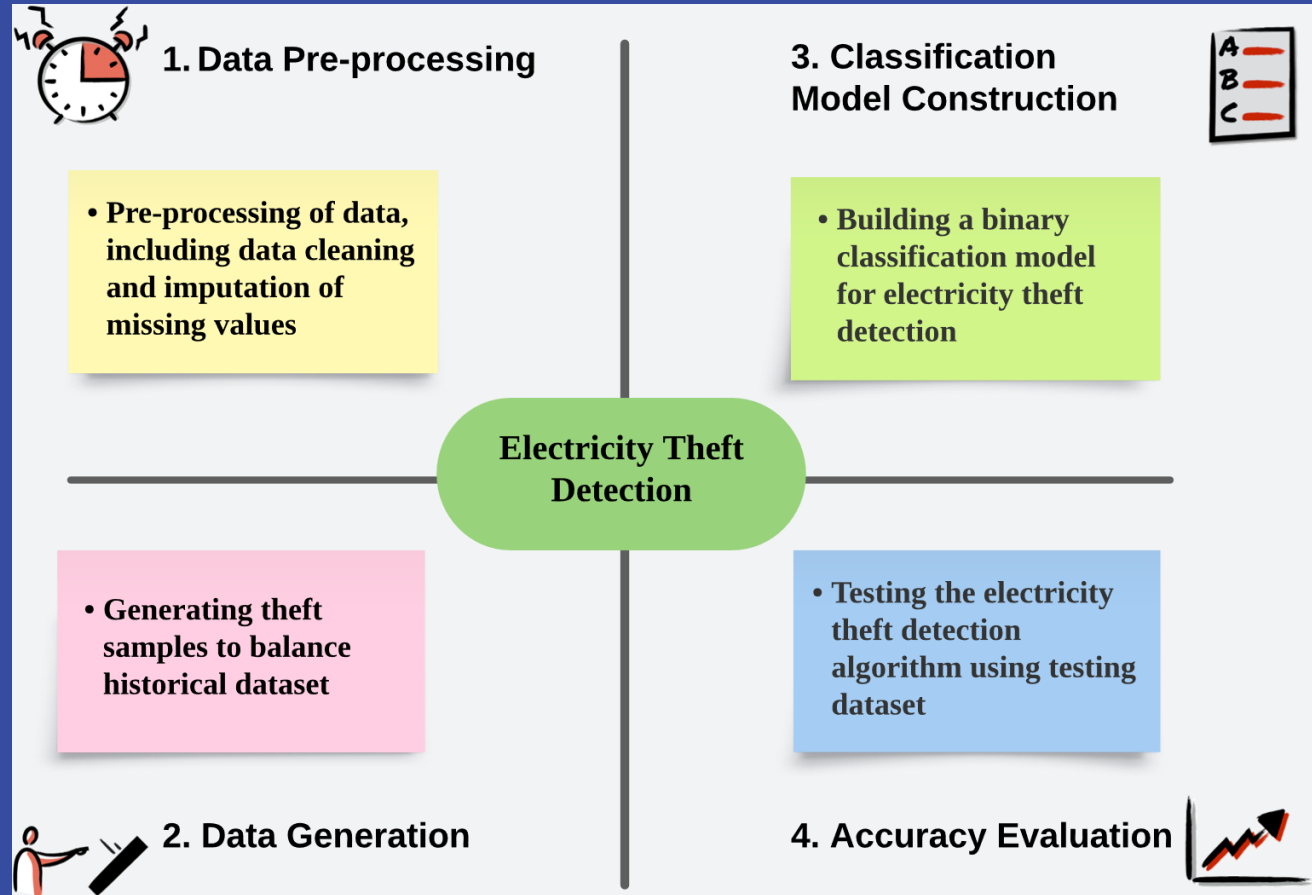 1. Data Pre-processing
• Pre-processing of data,
including data cleaning
and imputation of
missing values
3. Classification
Model Construction
A
B
C
• Building a binary
classification model
for electricity theft
detection
Electricity Theft
Detection
• Generating theft
samples to balance
historical dataset
2. Data Generation
• Testing the electricity
theft detection
algorithm using testing
dataset
4. Accuracy Evaluation